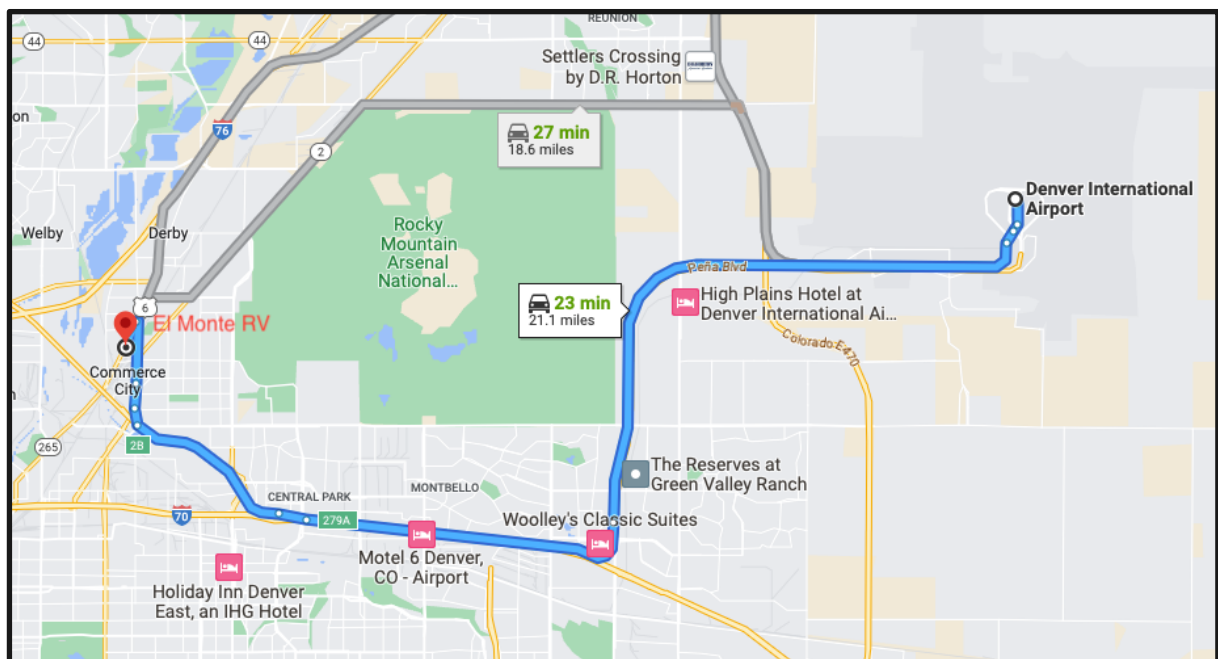 REUNION
44
44
2
Settlers Crossing
by D.R. Horton
76
27 min
18.6 miles
2
Denver International
Airport
Rocky
Mountain
Arsenal
National...
Welby
Derby
Peña Blvd
6
23 min
21.1 miles
High Plains Hotel at
Denver International Ai...
El Monte RV
Colorado E-470
Commerce
City
2B
265
The Reserves at
Green Valley Ranch
MONTBELLO
CENTRAL PARK
70
279A
Woolley's Classic Suites
Motel 6 Denver,
CO - Airport
Holiday Inn Denver
East, an IHG Hotel